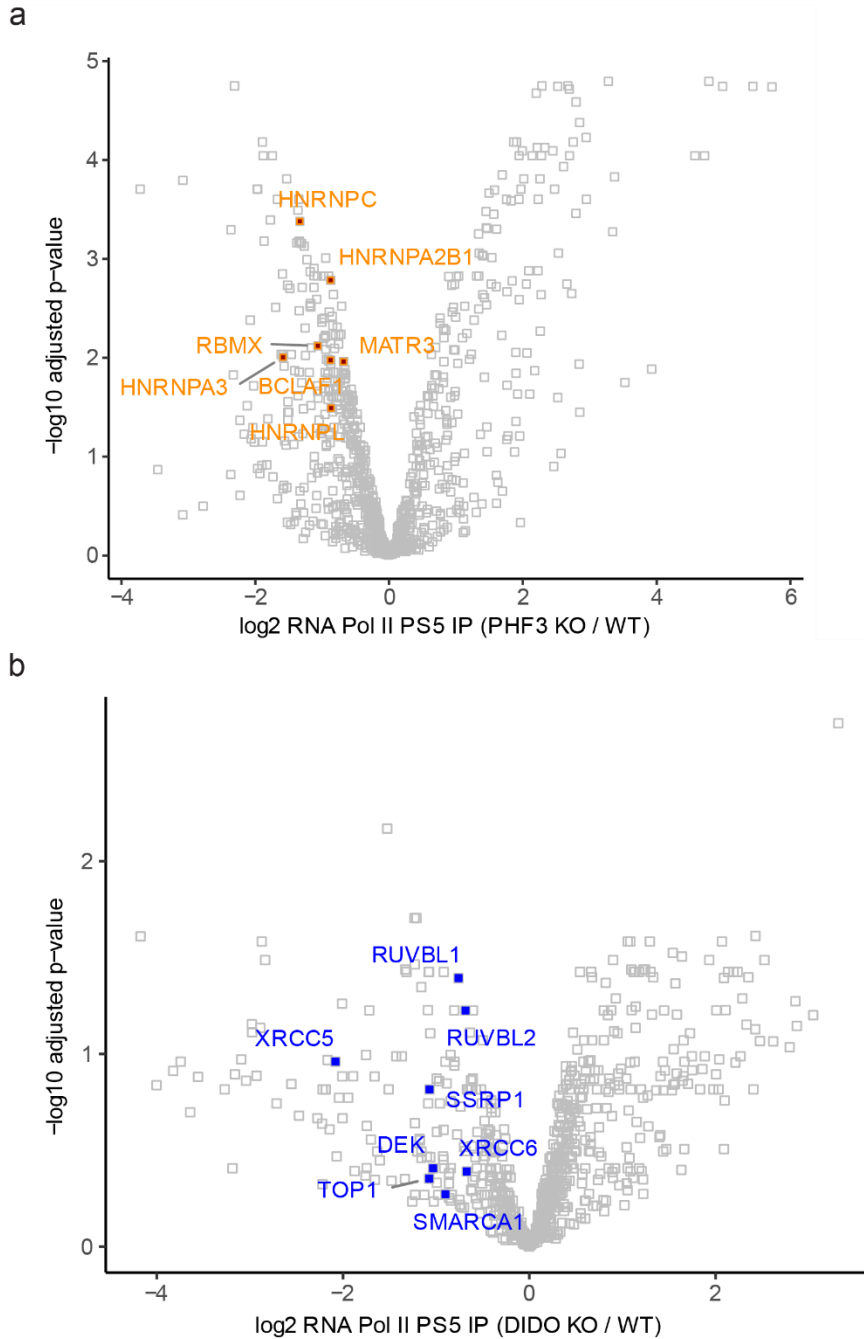 a
5
4
HNRNPC
3
HNRNPA2B1
RBMX
MATR3
2
HNRNPA3
BCLAF1
HNRNPL
1
0
−log10 adjusted p−value
−4
−2
0
2
4
6
log2 RNA Pol II PS5 IP (PHF3 KO / WT)
b
2
RUVBL1
RUVBL2
XRCC5
1
SSRP1
DEK
XRCC6
TOP1
SMARCA1
0
−log10 adjusted p−value
−4
−2
0
2
log2 RNA Pol II PS5 IP (DIDO KO / WT)